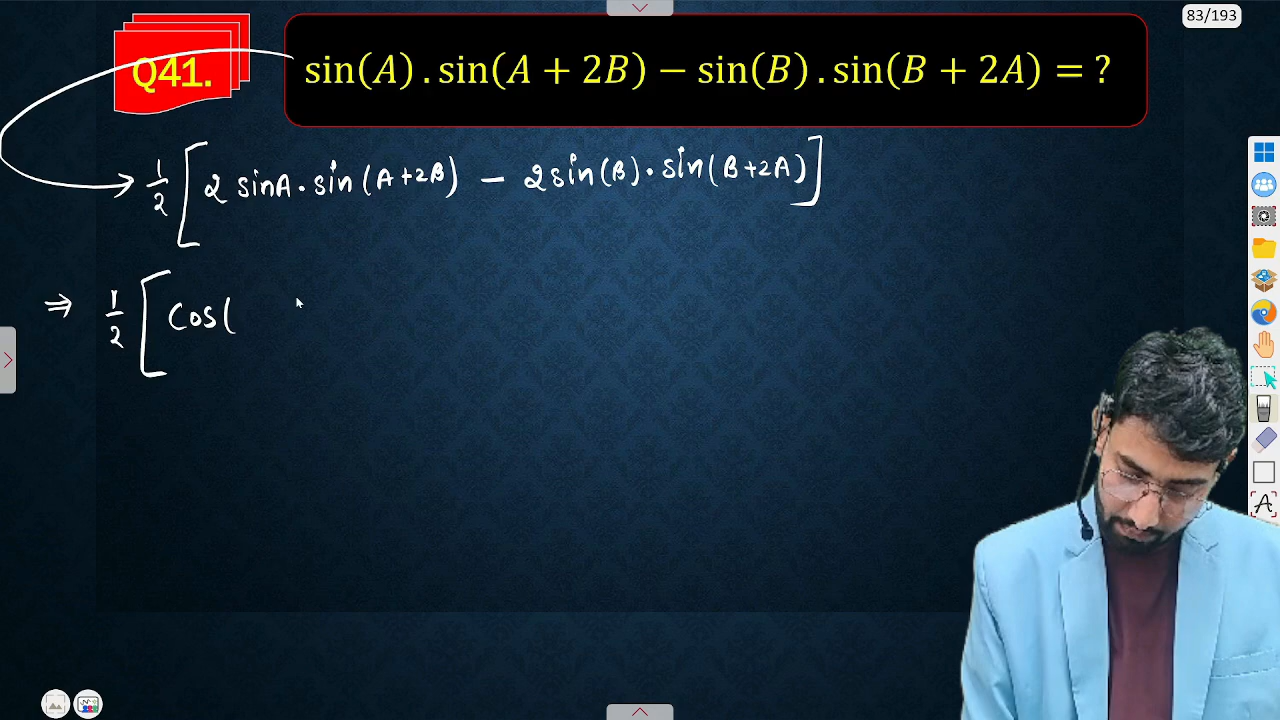 83/193
Q41. sin(A) . sin(A + 2B) − sin(B) . sin(B + 2A) = ?
1/2 [ 2 sinA . sin(A+2B) − 2sin(B) . sin(B+2A) ]
⇒ 1/2 [ Cos(